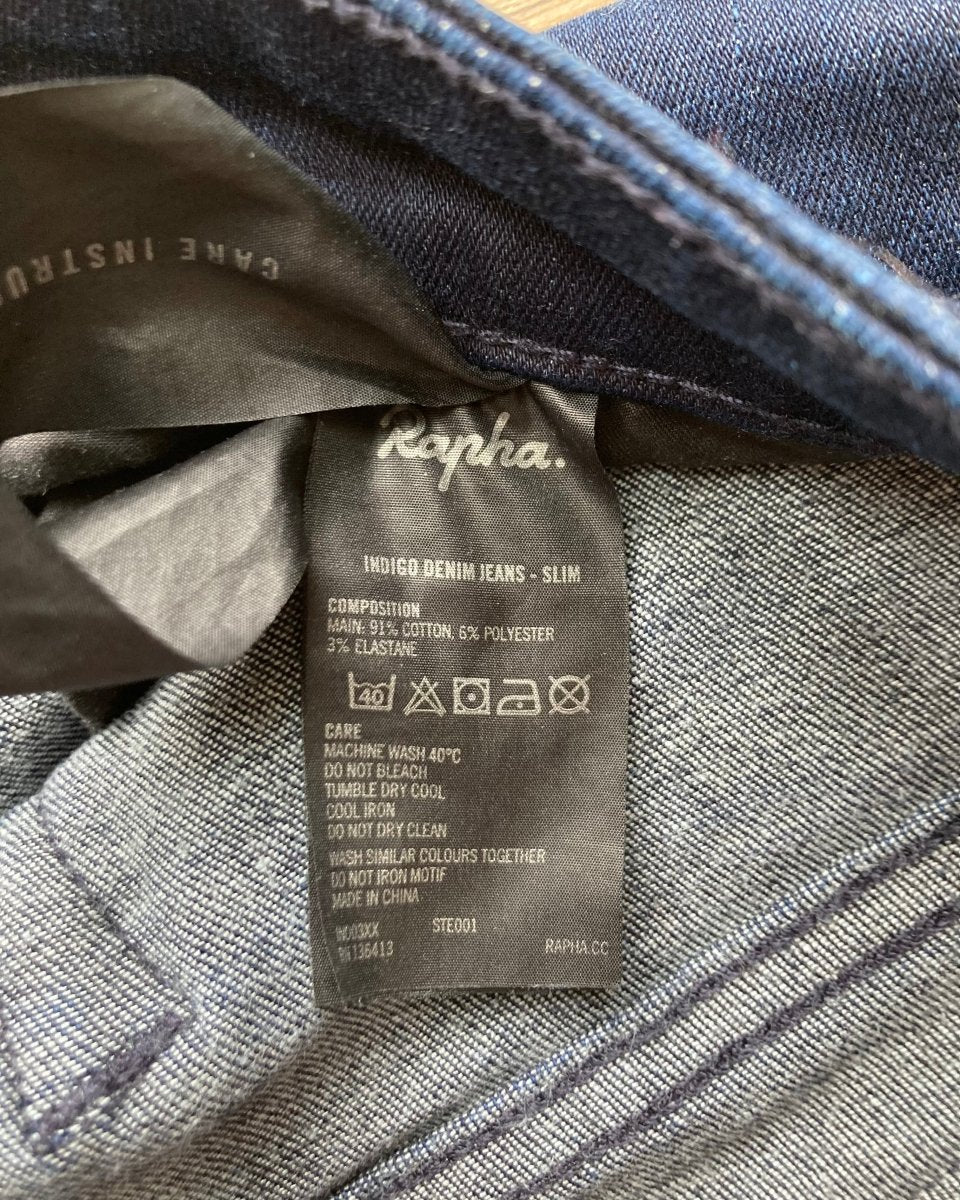 CARE INSTRU
Rapha.
INDIGO DENIM JEANS - SLIM
COMPOSITION
MAIN: 91% COTTON, 6% POLYESTER
3% ELASTANE
40
CARE
MACHINE WASH 40°C
DO NOT BLEACH
TUMBLE DRY COOL
COOL IRON
DO NOT DRY CLEAN
WASH SIMILAR COLOURS TOGETHER
DO NOT IRON MOTIF
MADE IN CHINA
STE001
136413 RAPHA.CC